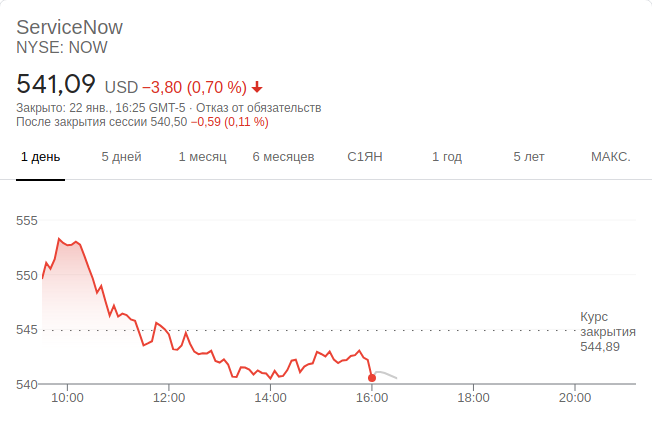 ServiceNow
NYSE: NOW
541,09 USD −3,80 (0,70 %)
Закрыто: 22 янв., 16:25 GMT-5 · Отказ от обязательств
После закрытия сессии 540,50 −0,59 (0,11 %)
1 день 5 дней 1 месяц 6 месяцев С1ЯН 1 год 5 лет МАКС.
555
550
545
540
Курс
закрытия
544,89
10:00 12:00 14:00 16:00 18:00 20:00